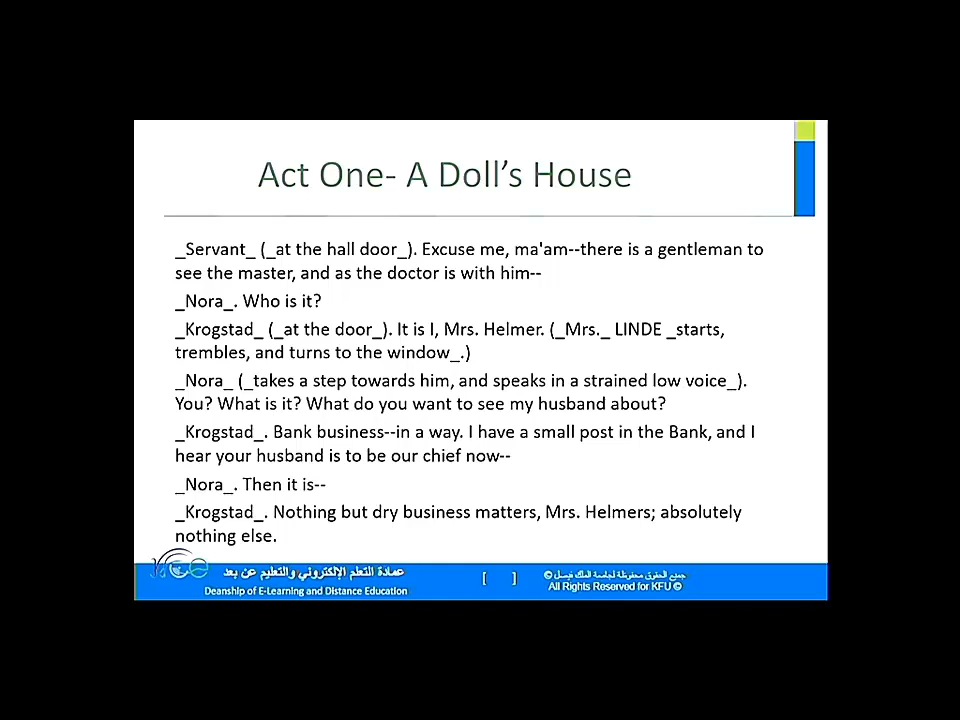 Act One- A Doll's House
_Servant_ (_at the hall door_). Excuse me, ma'am--there is a gentleman to
see the master, and as the doctor is with him--
_Nora_. Who is it?
_Krogstad_ (_at the door_). It is I, Mrs. Helmer. (_Mrs._ LINDE _starts,
trembles, and turns to the window_.)
_Nora_ (_takes a step towards him, and speaks in a strained low voice_).
You? What is it? What do you want to see my husband about?
_Krogstad_. Bank business--in a way. I have a small post in the Bank, and I
hear your husband is to be our chief now--
_Nora_. Then it is--
_Krogstad_. Nothing but dry business matters, Mrs. Helmers; absolutely
nothing else.
عمادة التعلم الإلكتروني والتعليم عن بعد
Deanship of E-Learning and Distance Education
[ ]
جميع الحقوق محفوظة لجامعة الملك فيصل ©
All Rights Reserved for KFU ©